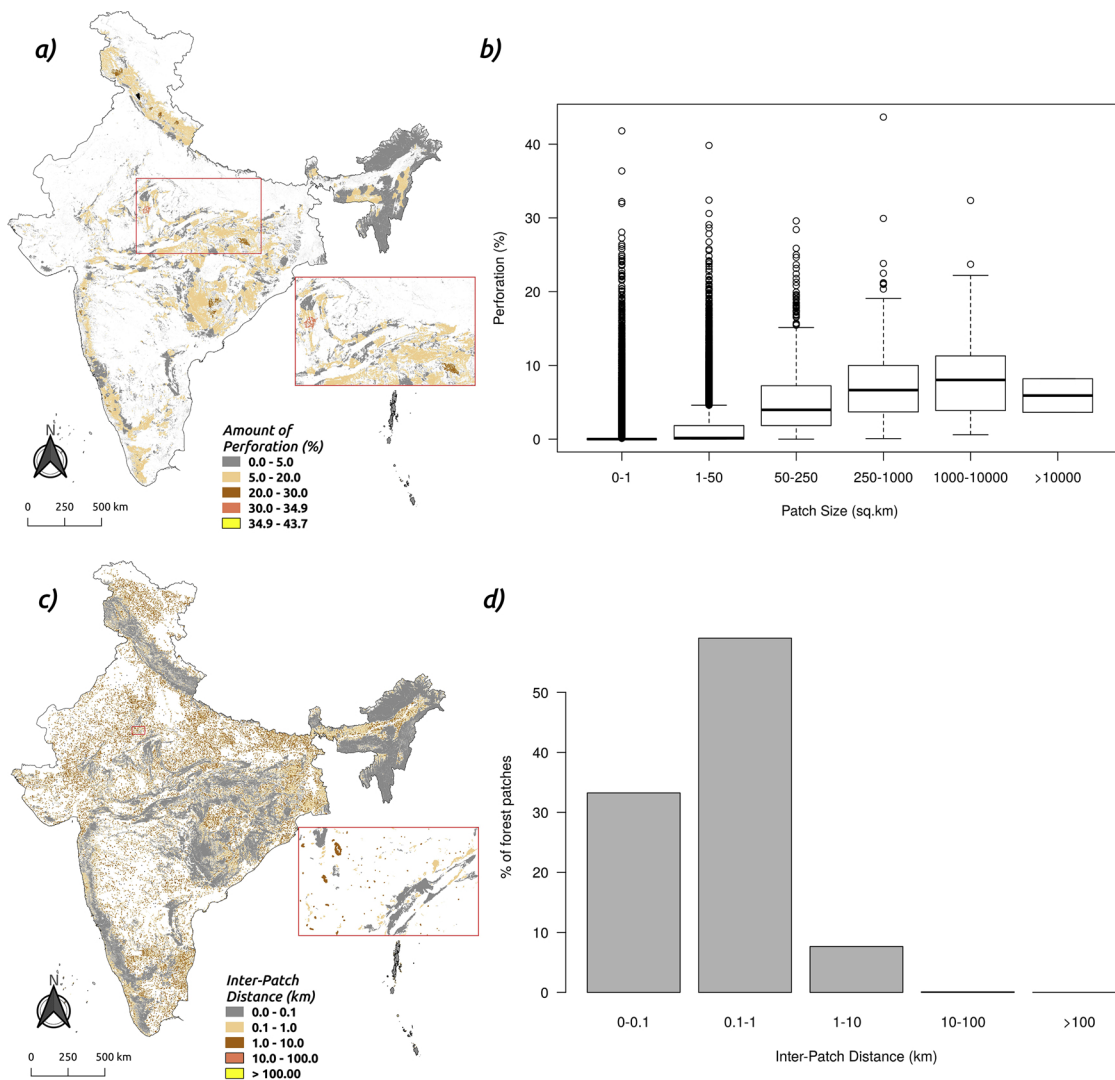 a)
N
0 250 500 km
Amount of
Perforation (%)
0.0 - 5.0
5.0 - 20.0
20.0 - 30.0
30.0 - 34.9
34.9 - 43.7
b)
Perforation (%)
40
30
20
10
0
0-1 1-50 50-250 250-1000 1000-10000 >10000
Patch Size (sq.km)
c)
N
0 250 500 km
Inter-Patch
Distance (km)
0.0 - 0.1
0.1 - 1.0
1.0 - 10.0
10.0 - 100.0
> 100.00
d)
% of forest patches
50
40
30
20
10
0
0-0.1 0.1-1 1-10 10-100 >100
Inter-Patch Distance (km)